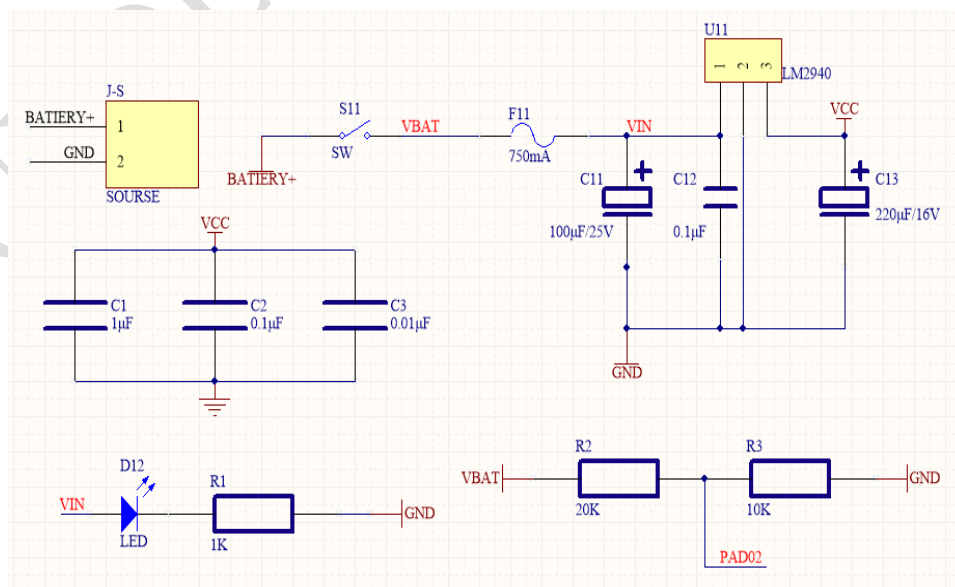 U11
1 2 3
LM2940
J-S
BATIERY+
1
GND
2
SOURSE
S11
SW
BATIERY+
VBAT
F11
750mA
VIN
VCC
C11
100μF/25V
C12
0.1μF
C13
220μF/16V
GND
VCC
C1
1μF
C2
0.1μF
C3
0.01μF
D12
VIN
LED
R1
1K
GND
R2
R3
VBAT
GND
20K
10K
PAD02